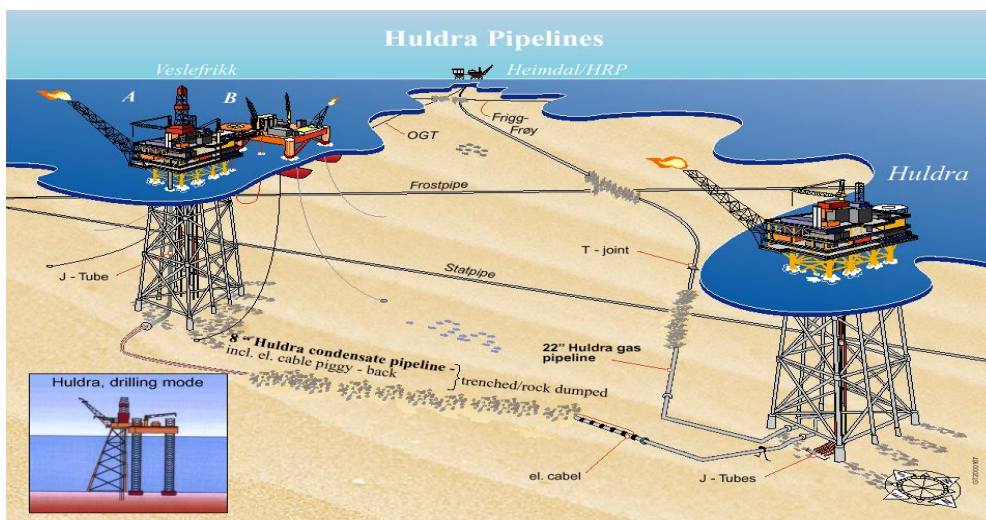 Huldra Pipelines
Veslefrikk
Heimdal/HRP
A
B
OGT
Frigg-
Frøy
Frostpipe
Huldra
T - joint
J - Tube
Statpipe
8 " Huldra condensate pipeline -
incl. el. cable piggy - back
trenched/rock dumped
22" Huldra gas
pipeline
Huldra, drilling mode
el. cabel
J - Tubes